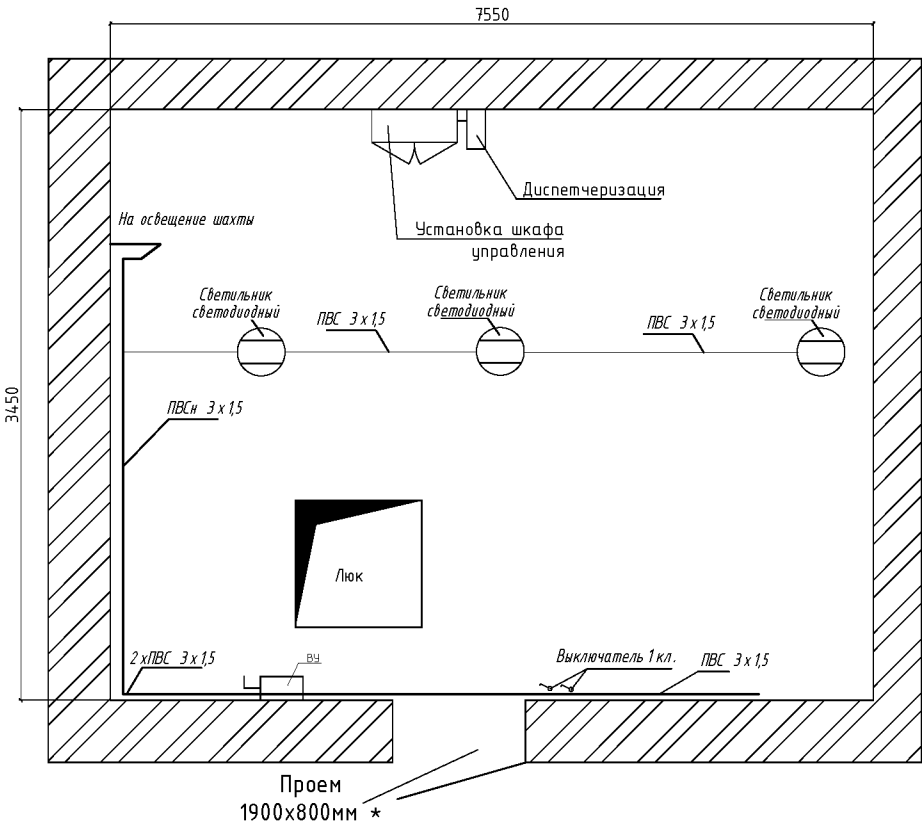 7550
3450
Диспетчеризация
На освещение шахты
Установка шкафа
управления
Светильник
светодиодный
Светильник
светодиодный
Светильник
светодиодный
ПВС 3 x 1,5
ПВС 3 x 1,5
ПВСн 3 x 1,5
Люк
2 xПВС 3 x 1,5
ВУ
Выключатель 1 кл.
ПВС 3 x 1,5
Проем
1900x800мм *